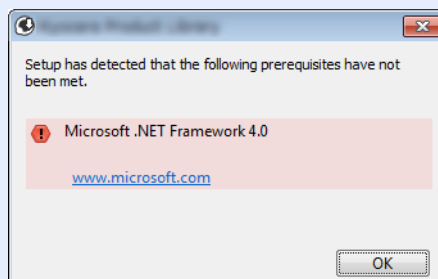 Setup has detected that the following prerequisites have not
been met.
Microsoft .NET Framework 4.0
www.microsoft.com
OK